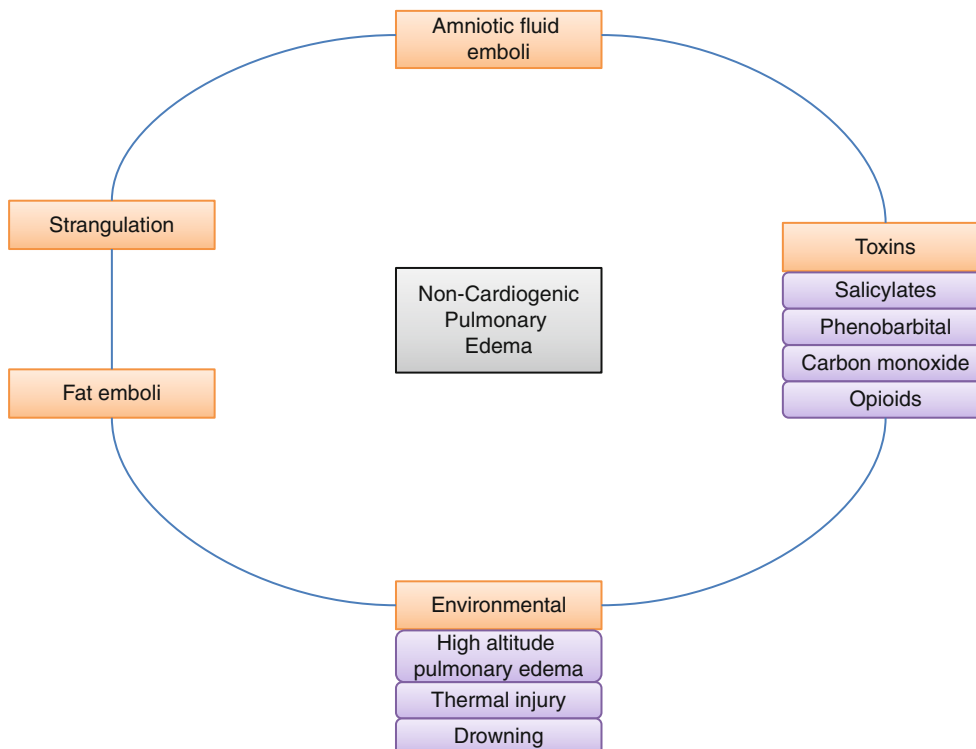 Amniotic fluid
emboli
Strangulation
Toxins
Salicylates
Phenobarbital
Carbon monoxide
Opioids
Non-Cardiogenic
Pulmonary
Edema
Fat emboli
Environmental
High altitude
pulmonary edema
Thermal injury
Drowning